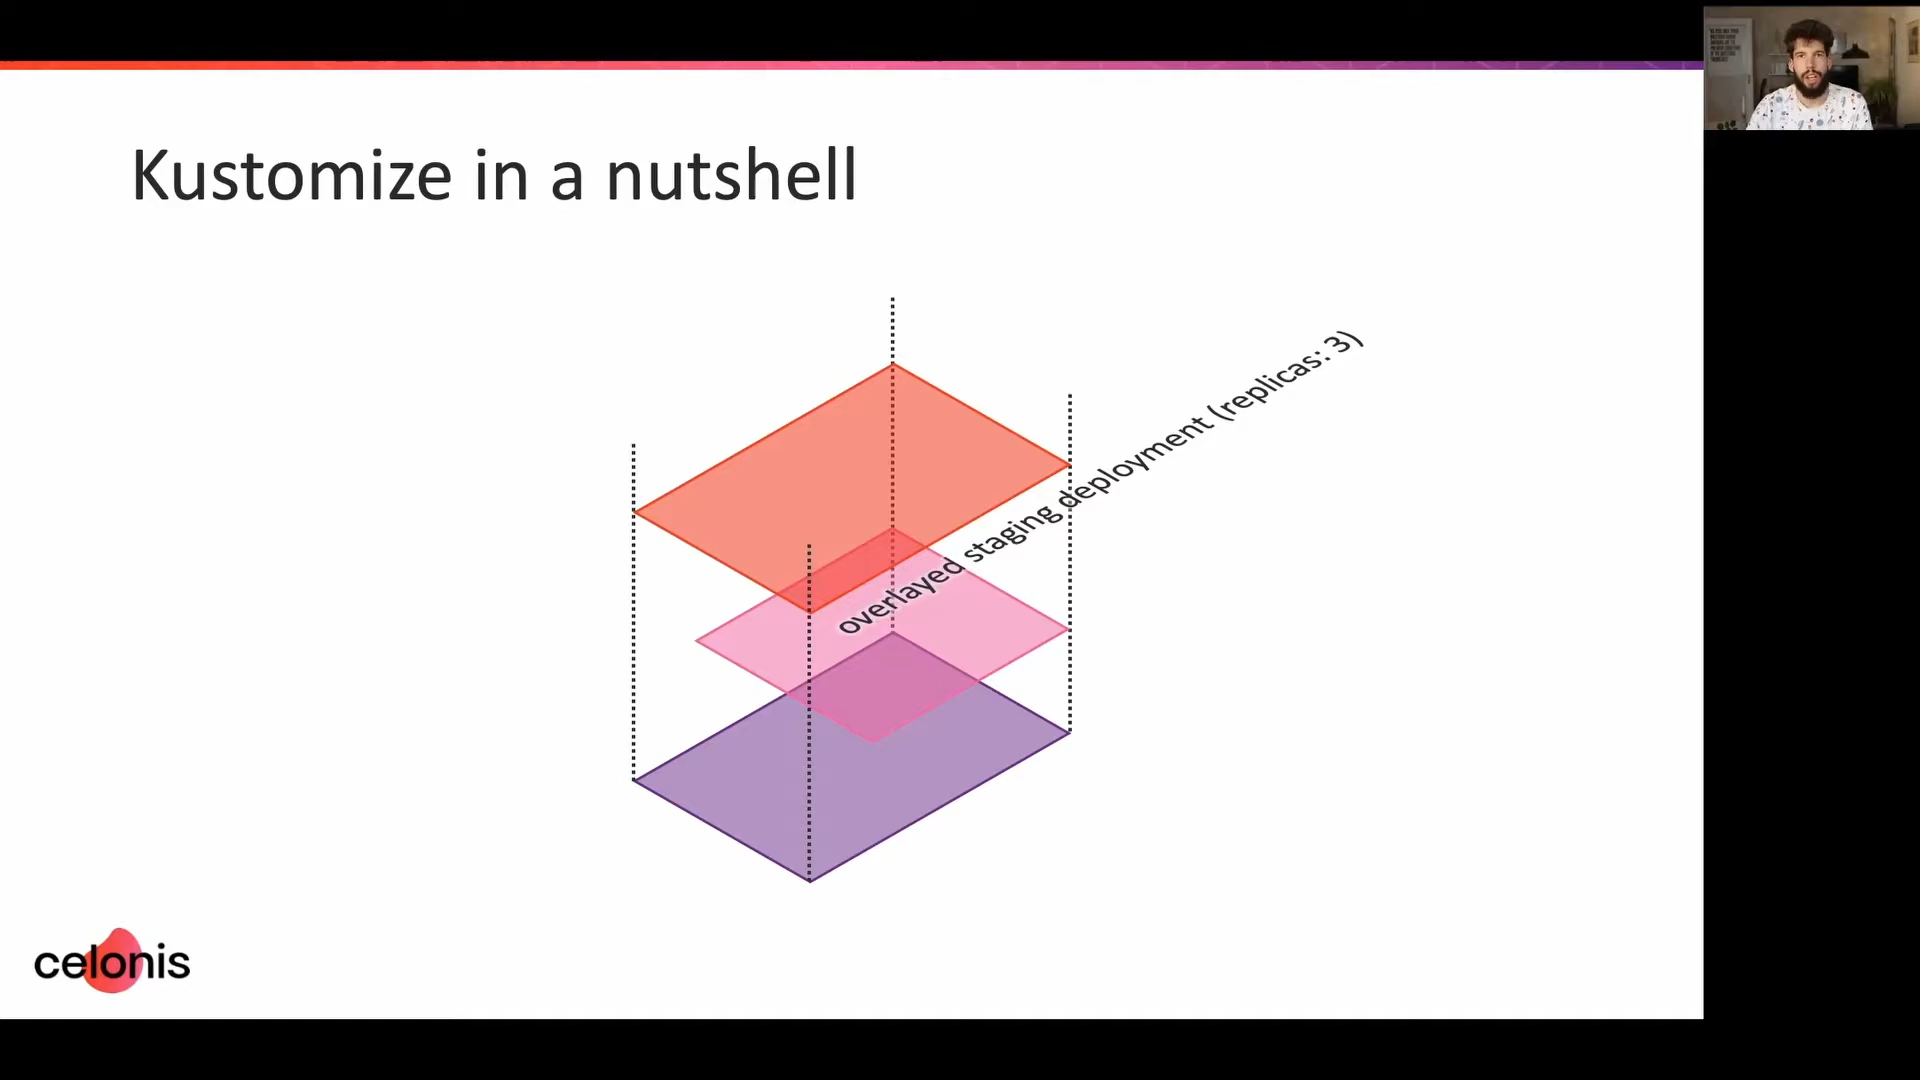 Kustomize in a nutshell
overlayed staging deployment (replicas: 3)
celonis